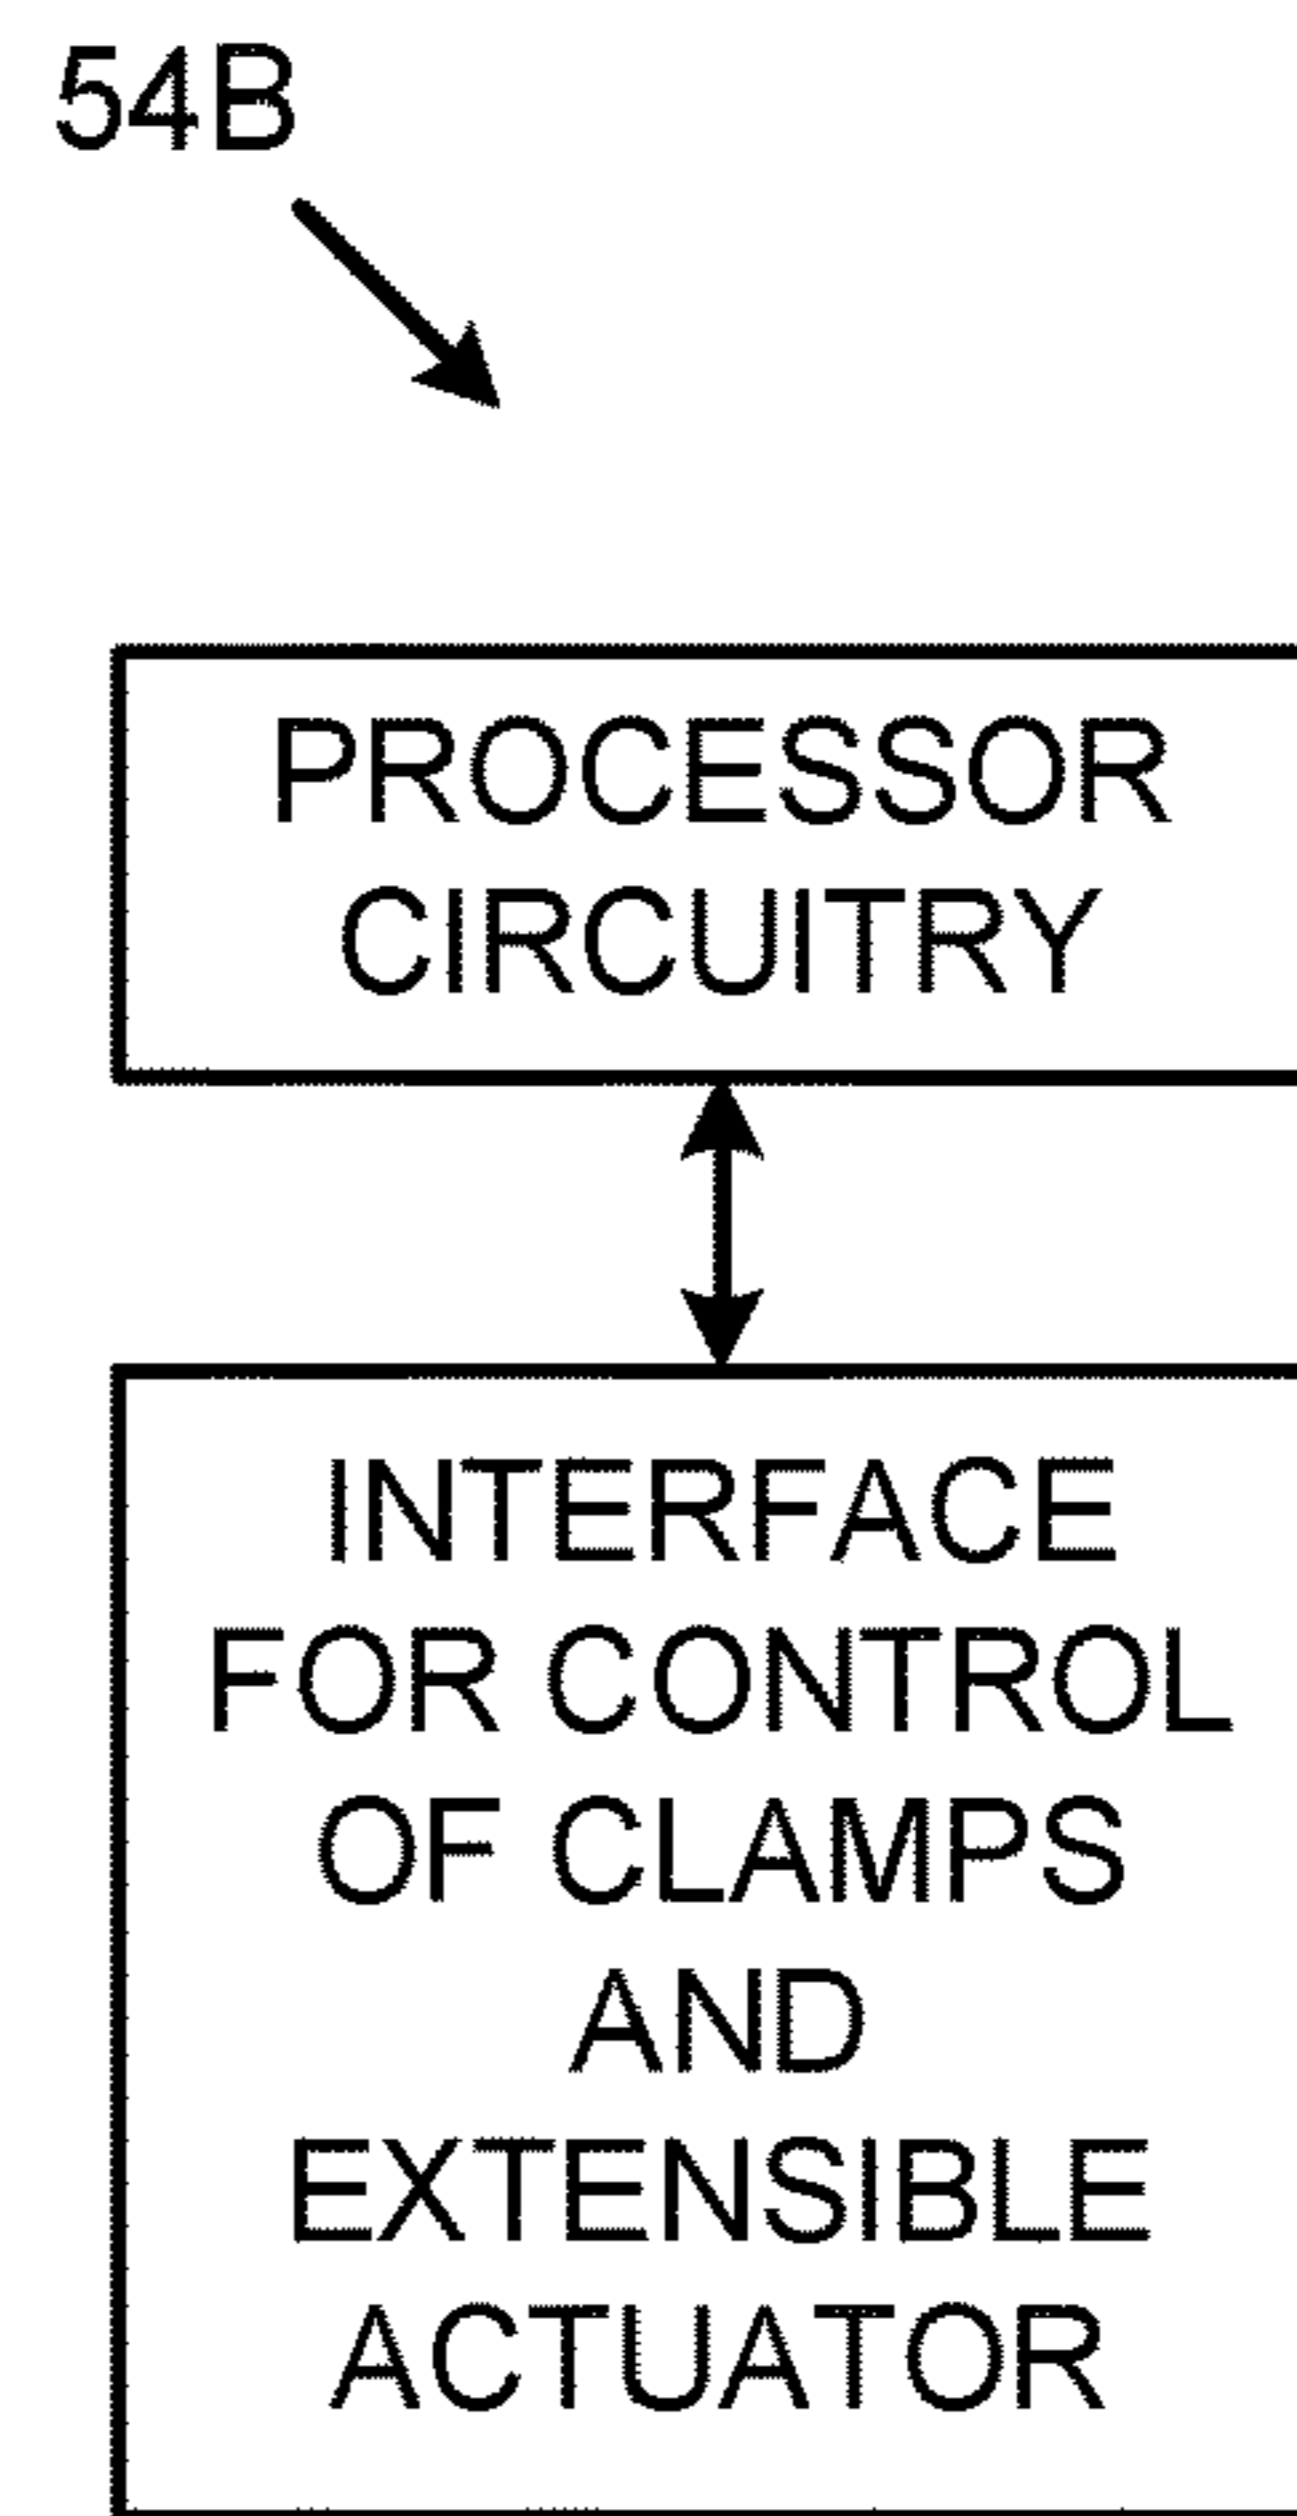 54B
PROCESSOR
CIRCUITRY
INTERFACE
FOR CONTROL
OF CLAMPS
AND
EXTENSIBLE
ACTUATOR